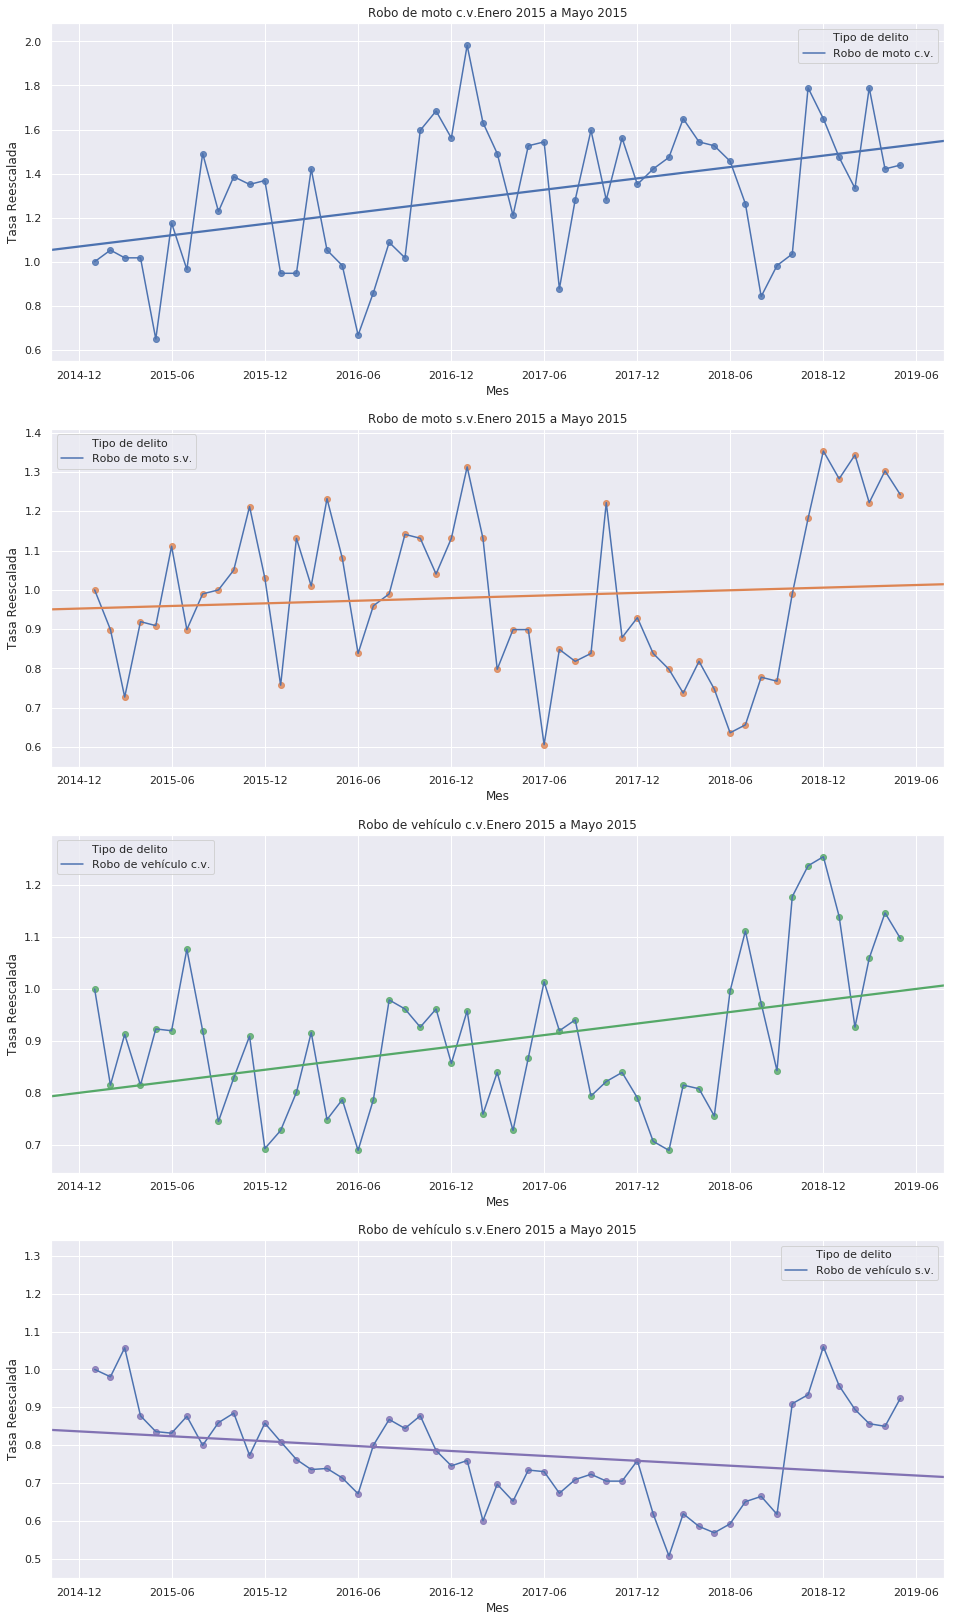 Robo de moto c.v.Enero 2015 a Mayo 2015
2.0
1.8
1.6
1.4
1.2
1.0
0.8
0.6
Tasa Reescalada
Tipo de delito
Robo de moto c.v.
2014-12 2015-06 2015-12 2016-06 2016-12 2017-06 2017-12 2018-06 2018-12 2019-06
Mes
Robo de moto s.v.Enero 2015 a Mayo 2015
1.4
1.3
1.2
1.1
1.0
0.9
0.8
0.7
0.6
Tasa Reescalada
Tipo de delito
Robo de moto s.v.
2014-12 2015-06 2015-12 2016-06 2016-12 2017-06 2017-12 2018-06 2018-12 2019-06
Mes
Robo de vehículo c.v.Enero 2015 a Mayo 2015
1.2
1.1
1.0
0.9
0.8
0.7
Tasa Reescalada
Tipo de delito
Robo de vehículo c.v.
2014-12 2015-06 2015-12 2016-06 2016-12 2017-06 2017-12 2018-06 2018-12 2019-06
Mes
Robo de vehículo s.v.Enero 2015 a Mayo 2015
1.3
1.2
1.1
1.0
0.9
0.8
0.7
0.6
0.5
Tasa Reescalada
Tipo de delito
Robo de vehículo s.v.
2014-12 2015-06 2015-12 2016-06 2016-12 2017-06 2017-12 2018-06 2018-12 2019-06
Mes